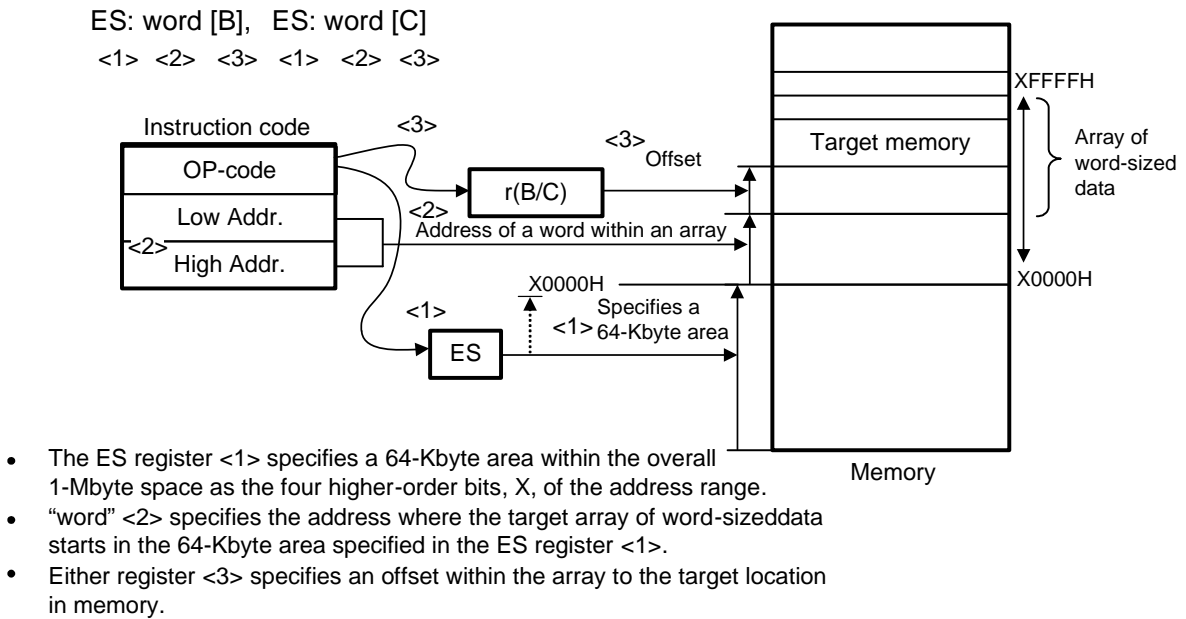 ES: word [B],   ES: word [C]
<1>  <2>  <3>  <1>  <2>  <3>
XFFFFH
Instruction code
<3>
OP-code
Low Addr.
<2>
High Addr.
r(B/C)
<3>
Offset
Target memory
Array of
word-sized
data
<2>
Address of a word within an array
X0000H
X0000H
<1>
ES
<1>
Specifies a
64-Kbyte area
Memory
• The ES register <1> specifies a 64-Kbyte area within the overall
1-Mbyte space as the four higher-order bits, X, of the address range.
• “word” <2> specifies the address where the target array of word-sizeddata
starts in the 64-Kbyte area specified in the ES register <1>.
• Either register <3> specifies an offset within the array to the target location
in memory.